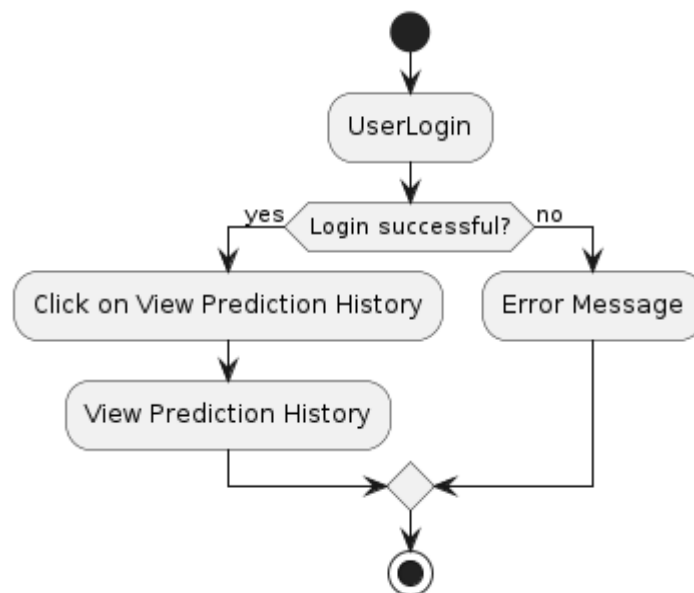 UserLogin
yes
Login successful?
no
Click on View Prediction History
Error Message
View Prediction History